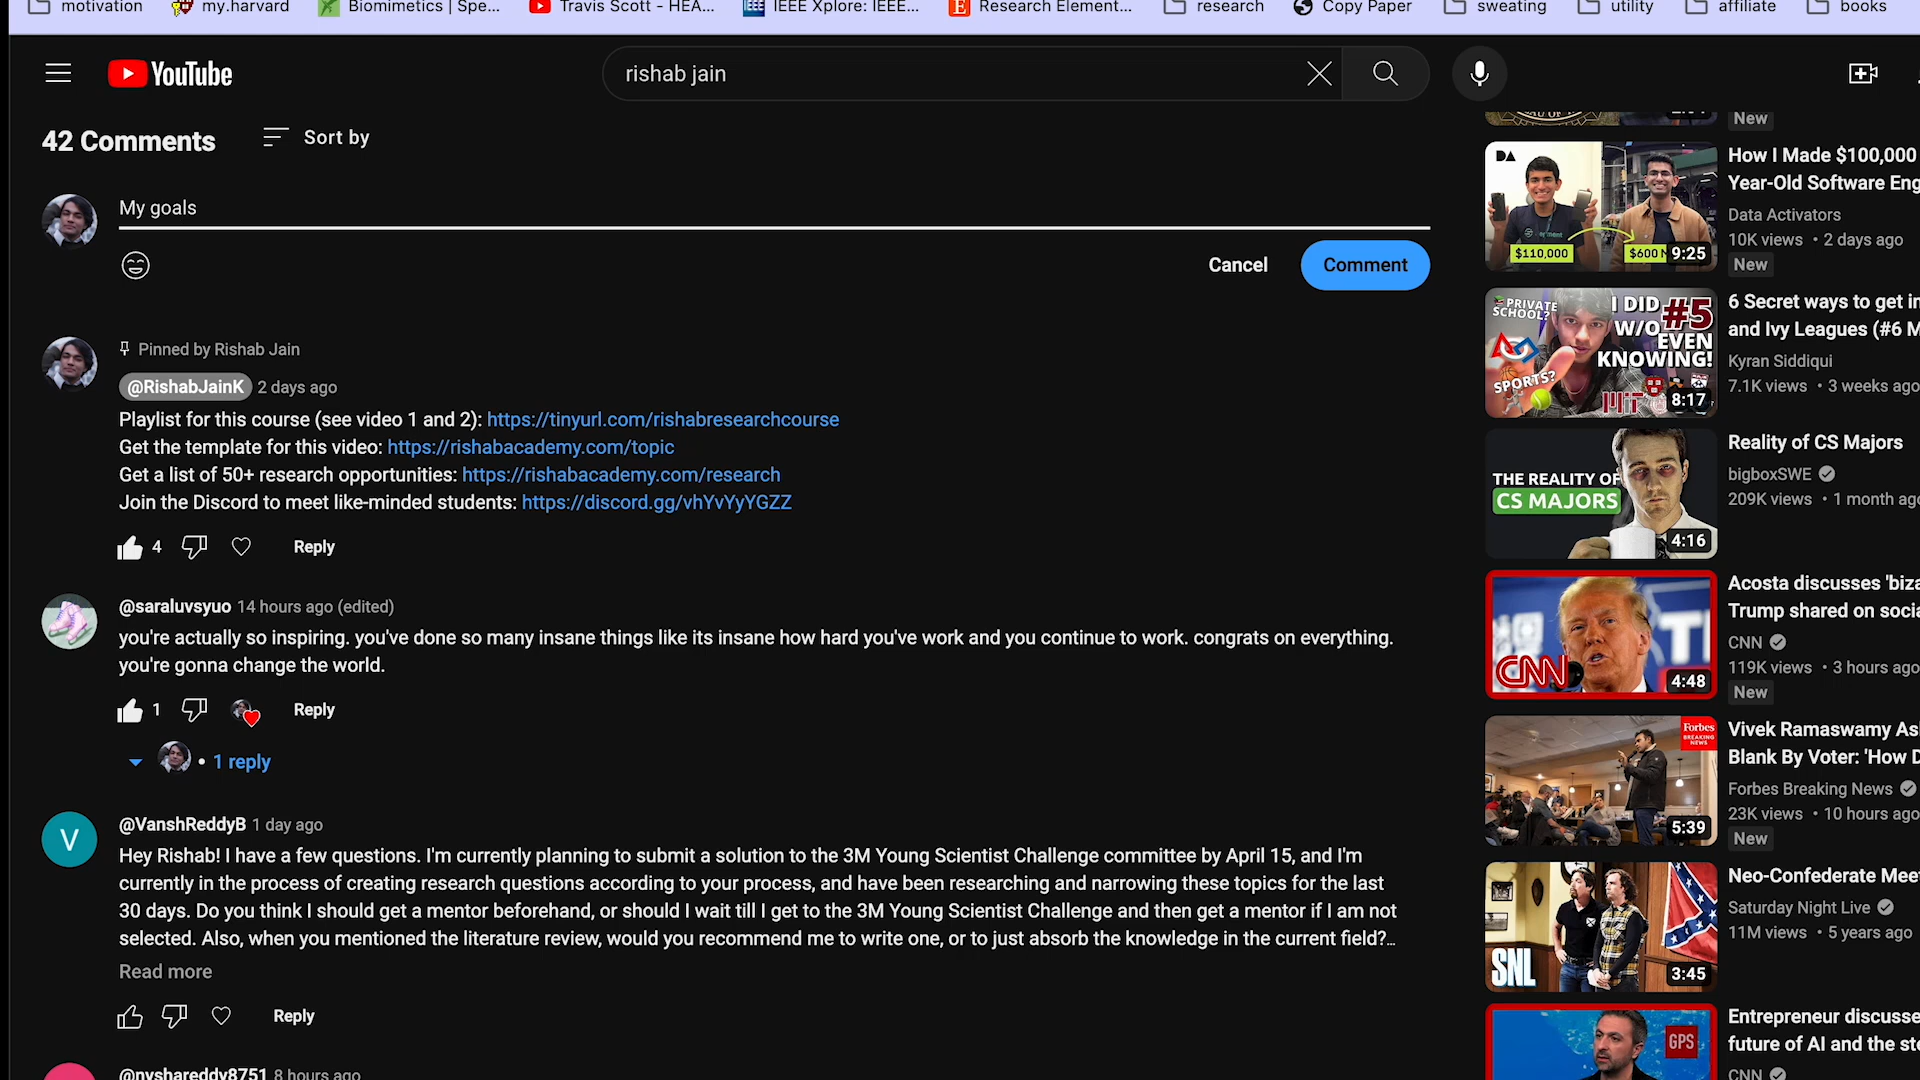 motivation
my.harvard
Biomimetics | Spe...
Travis Scott - HEA...
IEEE Xplore: IEEE...
Research Element...
research
Copy Paper
sweating
utility
affiliate
books
YouTube
rishab jain
42 Comments
Sort by
My goals
Cancel
Comment
Pinned by Rishab Jain
@RishabJainK 2 days ago
Playlist for this course (see video 1 and 2): https://tinyurl.com/rishabresearchcourse
Get the template for this video: https://rishabacademy.com/topic
Get a list of 50+ research opportunities: https://rishabacademy.com/research
Join the Discord to meet like-minded students: https://discord.gg/vhYvYyYGZZ
4
Reply
@saraluvsyuo 14 hours ago (edited)
you're actually so inspiring. you've done so many insane things like its insane how hard you've work and you continue to work. congrats on everything.
you're gonna change the world.
1
Reply
• 1 reply
V
@VanshReddyB 1 day ago
Hey Rishab! I have a few questions. I'm currently planning to submit a solution to the 3M Young Scientist Challenge committee by April 15, and I'm
currently in the process of creating research questions according to your process, and have been researching and narrowing these topics for the last
30 days. Do you think I should get a mentor beforehand, or should I wait till I get to the 3M Young Scientist Challenge and then get a mentor if I am not
selected. Also, when you mentioned the literature review, would you recommend me to write one, or to just absorb the knowledge in the current field?...
Read more
Reply
@nyshareddy8751 8 hours ago
New
DA
$110,000
$600
9:25
How I Made $100,000
Year-Old Software Eng
Data Activators
10K views • 2 days ago
New
PRIVATE
SCHOOL?
I DID #5
W/O
EVEN
KNOWING!
SPORTS?
MIT
8:17
6 Secret ways to get in
and Ivy Leagues (#6 M
Kyran Siddiqui
7.1K views • 3 weeks ago
THE REALITY OF
CS MAJORS
4:16
Reality of CS Majors
bigboxSWE
209K views • 1 month ago
CNN
4:48
Acosta discusses 'biza
Trump shared on socia
CNN
119K views • 3 hours ago
New
Forbes
BREAKING
NEWS
5:39
Vivek Ramaswamy As
Blank By Voter: 'How D
Forbes Breaking News
23K views • 10 hours ago
New
SNL
3:45
Neo-Confederate Meet
Saturday Night Live
11M views • 5 years ago
GPS
Entrepreneur discusse
future of AI and the ste
CNN